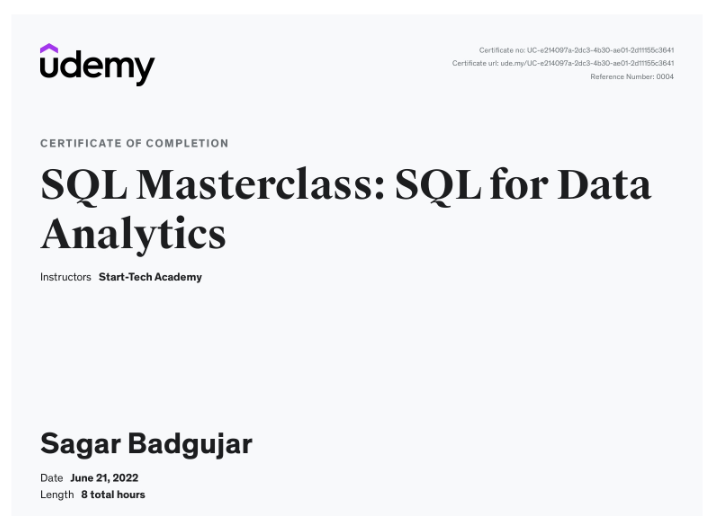 udemy
Certificate no: UC-e214097a-2dc3-4b30-ae01-2d11155c3641
Certificate url: ude.my/UC-e214097a-2dc3-4b30-ae01-2d11155c3641
Reference Number: 0004
CERTIFICATE OF COMPLETION
SQL Masterclass: SQL for Data
Analytics
Instructors Start-Tech Academy
Sagar Badgujar
Date June 21, 2022
Length 8 total hours